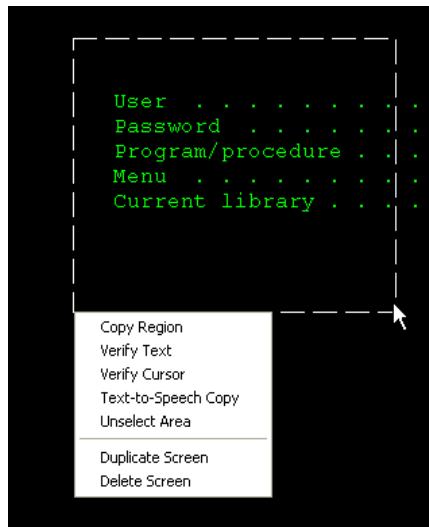 User . . . . . . . . .
Password . . . . . . .
Program/procedure . . .
Menu . . . . . . . . .
Current library . . . .
Copy Region
Verify Text
Verify Cursor
Text-to-Speech Copy
Unselect Area
Duplicate Screen
Delete Screen